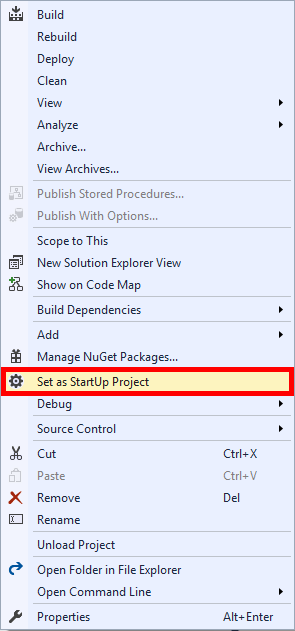 Build
Rebuild
Deploy
Clean
View
Analyze
Archive...
View Archives...
Publish Stored Procedures...
Publish With Options...
Scope to This
New Solution Explorer View
Show on Code Map
Build Dependencies
Add
Manage NuGet Packages...
Set as StartUp Project
Debug
Source Control
Cut Ctrl+X
Paste Ctrl+V
Remove Del
Rename
Unload Project
Open Folder in File Explorer
Open Command Line
Properties Alt+Enter